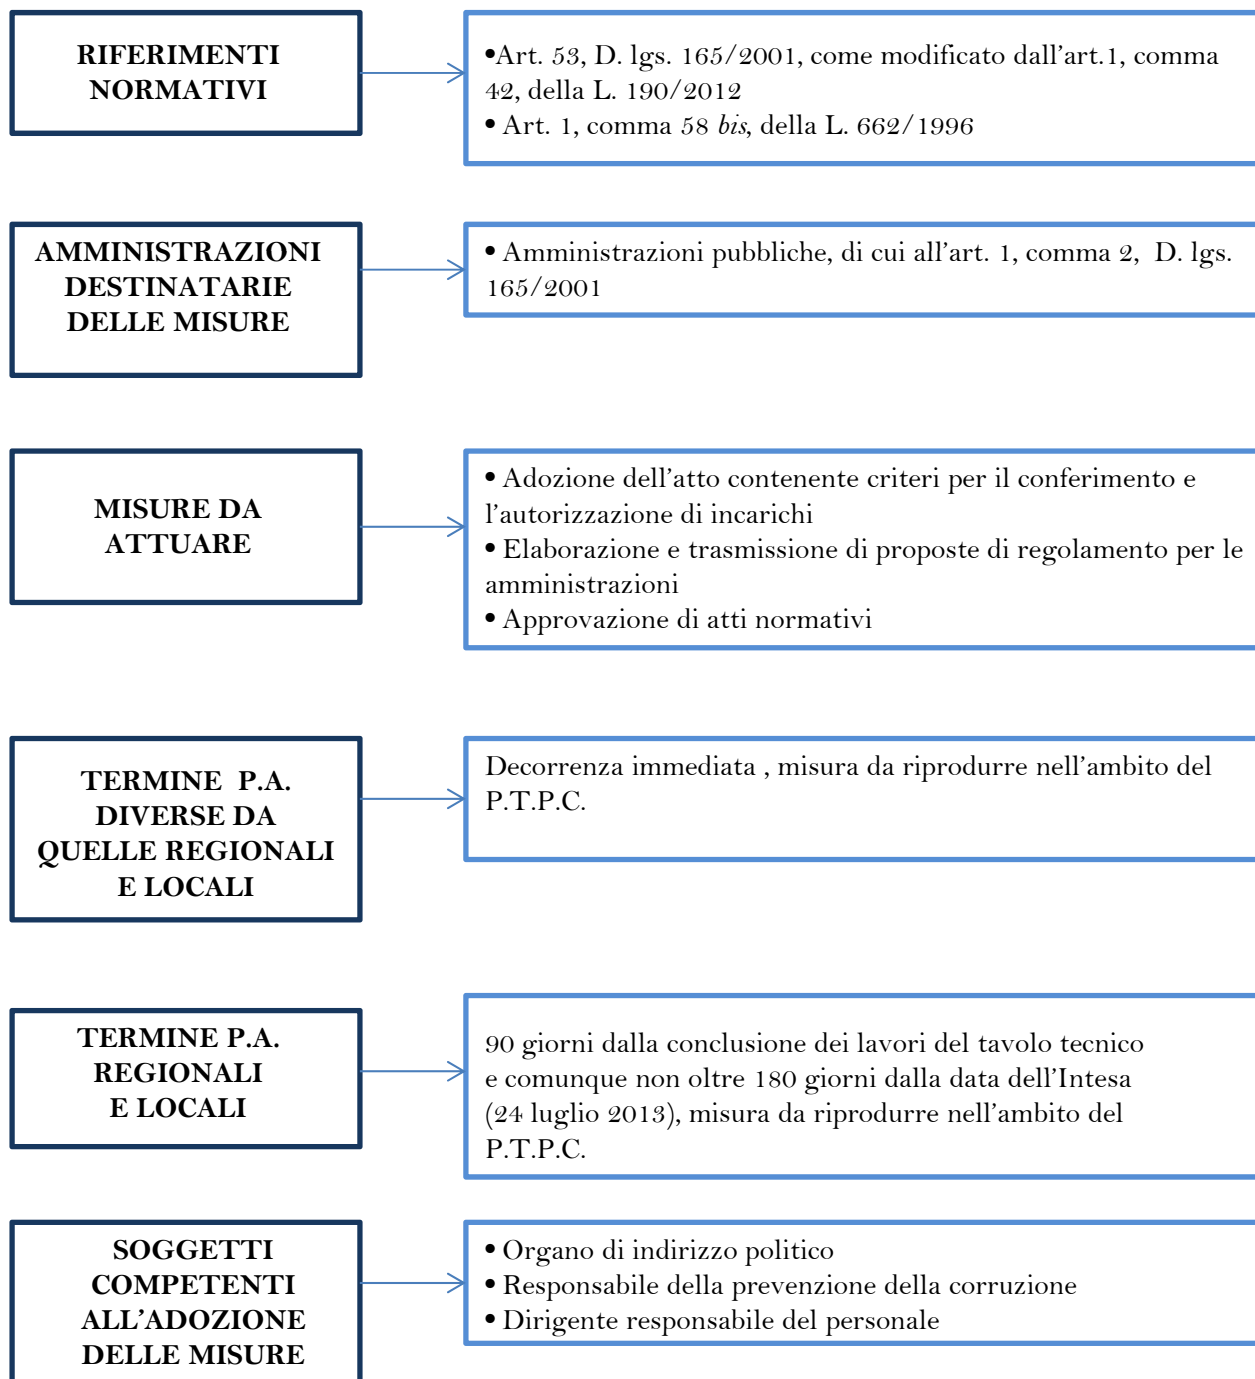 RIFERIMENTI
NORMATIVI
•Art. 53, D. lgs. 165/2001, come modificato dall’art.1, comma
42, della L. 190/2012
• Art. 1, comma 58 bis, della L. 662/1996
AMMINISTRAZIONI
DESTINATARIE
DELLE MISURE
• Amministrazioni pubbliche, di cui all’art. 1, comma 2, D. lgs.
165/2001
MISURE DA
ATTUARE
• Adozione dell’atto contenente criteri per il conferimento e
l’autorizzazione di incarichi
• Elaborazione e trasmissione di proposte di regolamento per le
amministrazioni
• Approvazione di atti normativi
TERMINE P.A.
DIVERSE DA
QUELLE REGIONALI
E LOCALI
Decorrenza immediata , misura da riprodurre nell’ambito del
P.T.P.C.
TERMINE P.A.
REGIONALI
E LOCALI
90 giorni dalla conclusione dei lavori del tavolo tecnico
e comunque non oltre 180 giorni dalla data dell’Intesa
(24 luglio 2013), misura da riprodurre nell’ambito del
P.T.P.C.
SOGGETTI
COMPETENTI
ALL’ADOZIONE
DELLE MISURE
• Organo di indirizzo politico
• Responsabile della prevenzione della corruzione
• Dirigente responsabile del personale